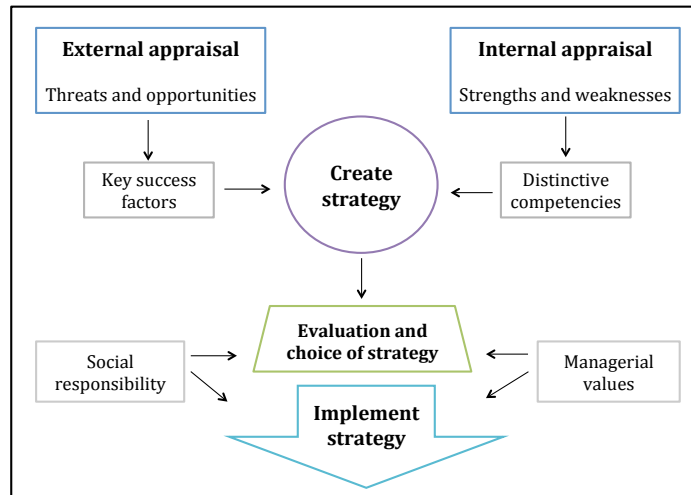 External appraisal
Threats and opportunities
Internal appraisal
Strengths and weaknesses
Key success
factors
Create
strategy
Distinctive
competencies
Evaluation and
choice of strategy
Social
responsibility
Managerial
values
Implement
strategy